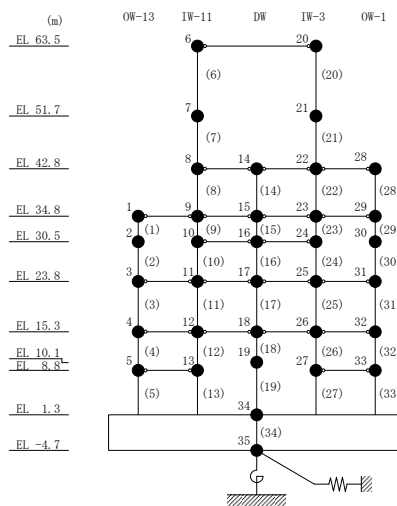 (m) OW-13 IW-11 DW IW-3 OW-1
EL 63.5 6 20
(6) (20)
EL 51.7 7 21
(7) (21)
EL 42.8 8 14 22 28
(8) (14) (22) (28
EL 34.8 1 9 15 23 29
(1) (9) (15) (23) (29
EL 30.5 2 10 16 24 30
(2) (10) (16) (24) (30
EL 23.8 3 11 17 25 31
(3) (11) (17) (25) (31
EL 15.3 4 12 18 26 32
(4) (12) (18) (26) (32
EL 10.1 19
EL 8.8 5 13 27 33
(5) (13) (19) (27) (33
EL 1.3 34
(34)
EL -4.7 35